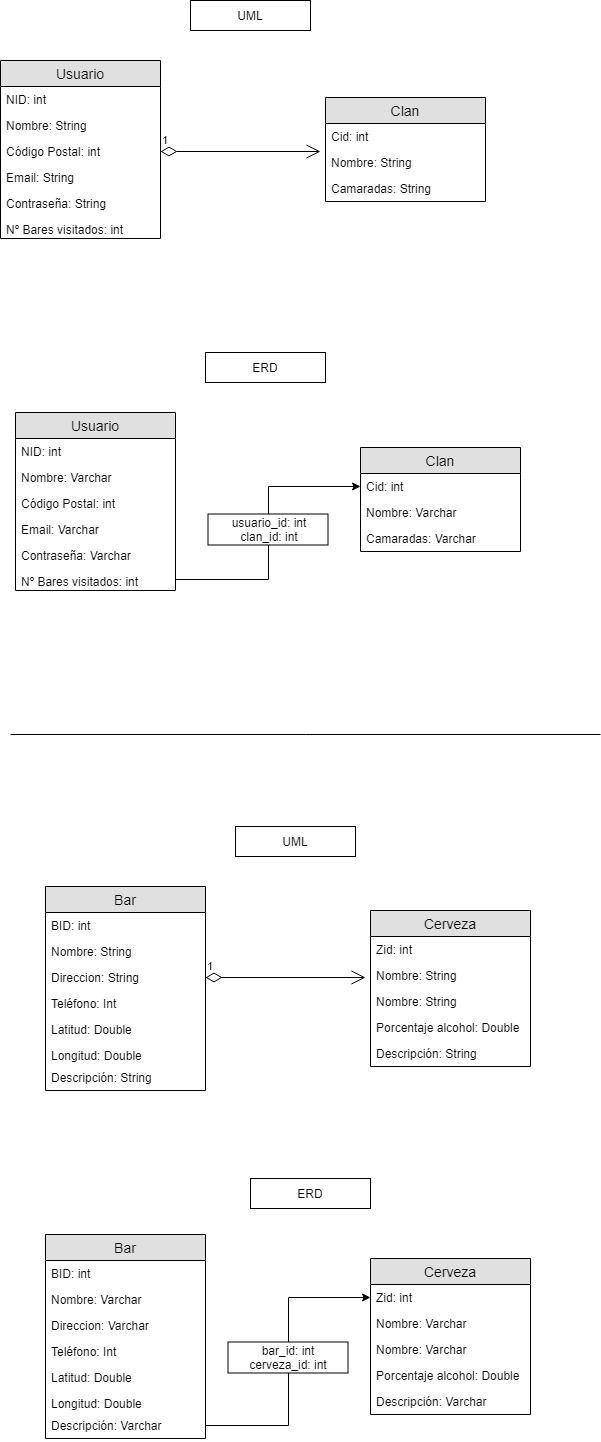 UML
Usuario
NID: int
Nombre: String
Código Postal: int
Email: String
Contraseña: String
Nº Bares visitados: int
1
Clan
Cid: int
Nombre: String
Camaradas: String
ERD
Usuario
NID: int
Nombre: Varchar
Código Postal: int
Email: Varchar
Contraseña: Varchar
Nº Bares visitados: int
usuario_id: int
clan_id: int
Clan
Cid: int
Nombre: Varchar
Camaradas: Varchar
UML
Bar
BID: int
Nombre: String
Direccion: String
Teléfono: Int
Latitud: Double
Longitud: Double
Descripción: String
1
Cerveza
Zid: int
Nombre: String
Nombre: String
Porcentaje alcohol: Double
Descripción: String
ERD
Bar
BID: int
Nombre: Varchar
Direccion: Varchar
Teléfono: Int
Latitud: Double
Longitud: Double
Descripción: Varchar
bar_id: int
cerveza_id: int
Cerveza
Zid: int
Nombre: Varchar
Nombre: Varchar
Porcentaje alcohol: Double
Descripción: Varchar